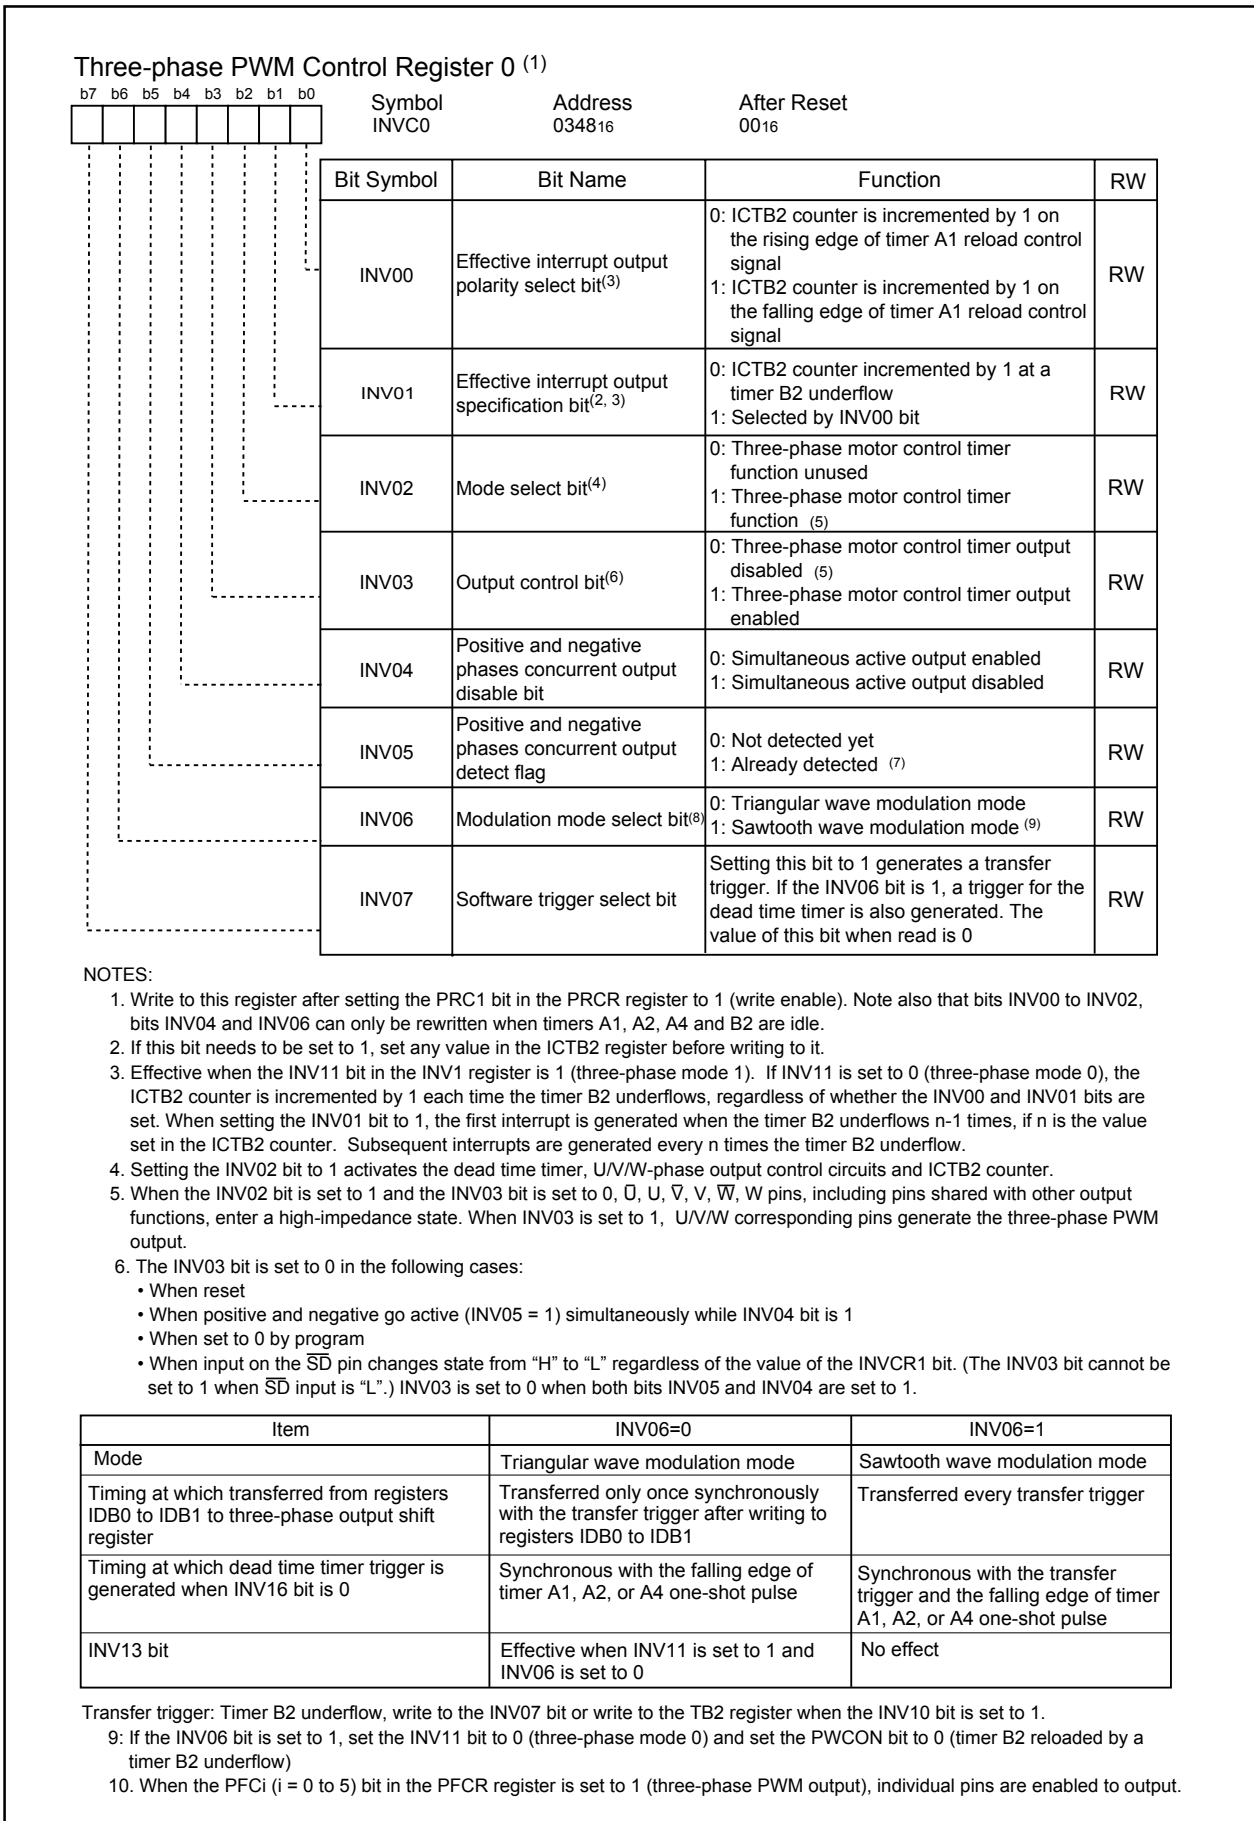 Three-phase PWM Control Register 0 (1)
b7 b6 b5 b4 b3 b2 b1 b0
Symbol Address After Reset
INVC0 034816 0016
Bit Symbol Bit Name Function RW
INV00
Effective interrupt output
polarity select bit(3)
0: ICTB2 counter is incremented by 1 on
the rising edge of timer A1 reload control
signal
1: ICTB2 counter is incremented by 1 on
the falling edge of timer A1 reload control
signal
RW
INV01
Effective interrupt output
specification bit(2, 3)
0: ICTB2 counter incremented by 1 at a
timer B2 underflow
1: Selected by INV00 bit
RW
INV02
Mode select bit(4)
0: Three-phase motor control timer
function unused
1: Three-phase motor control timer
function (5)
RW
INV03
Output control bit(6)
0: Three-phase motor control timer output
disabled (5)
1: Three-phase motor control timer output
enabled
RW
INV04
Positive and negative
phases concurrent output
disable bit
0: Simultaneous active output enabled
1: Simultaneous active output disabled
RW
INV05
Positive and negative
phases concurrent output
detect flag
0: Not detected yet
1: Already detected (7)
RW
INV06
Modulation mode select bit(8)
0: Triangular wave modulation mode
1: Sawtooth wave modulation mode (9)
RW
INV07
Software trigger select bit
Setting this bit to 1 generates a transfer
trigger. If the INV06 bit is 1, a trigger for the
dead time timer is also generated. The
value of this bit when read is 0
RW
NOTES:
1. Write to this register after setting the PRC1 bit in the PRCR register to 1 (write enable). Note also that bits INV00 to INV02,
bits INV04 and INV06 can only be rewritten when timers A1, A2, A4 and B2 are idle.
2. If this bit needs to be set to 1, set any value in the ICTB2 register before writing to it.
3. Effective when the INV11 bit in the INV1 register is 1 (three-phase mode 1). If INV11 is set to 0 (three-phase mode 0), the
ICTB2 counter is incremented by 1 each time the timer B2 underflows, regardless of whether the INV00 and INV01 bits are
set. When setting the INV01 bit to 1, the first interrupt is generated when the timer B2 underflows n-1 times, if n is the value
set in the ICTB2 counter. Subsequent interrupts are generated every n times the timer B2 underflow.
4. Setting the INV02 bit to 1 activates the dead time timer, U/V/W-phase output control circuits and ICTB2 counter.
5. When the INV02 bit is set to 1 and the INV03 bit is set to 0, U̅, U, V̅, V, W̅, W pins, including pins shared with other output
functions, enter a high-impedance state. When INV03 is set to 1, U/V/W corresponding pins generate the three-phase PWM
output.
6. The INV03 bit is set to 0 in the following cases:
• When reset
• When positive and negative go active (INV05 = 1) simultaneously while INV04 bit is 1
• When set to 0 by program
• When input on the S̅D̅ pin changes state from “H” to “L” regardless of the value of the INVCR1 bit. (The INV03 bit cannot be
set to 1 when S̅D̅ input is “L”.) INV03 is set to 0 when both bits INV05 and INV04 are set to 1.
Item INV06=0 INV06=1
Mode Triangular wave modulation mode Sawtooth wave modulation mode
Timing at which transferred from registers
IDB0 to IDB1 to three-phase output shift
register
Transferred only once synchronously
with the transfer trigger after writing to
registers IDB0 to IDB1
Transferred every transfer trigger
Timing at which dead time timer trigger is
generated when INV16 bit is 0
Synchronous with the falling edge of
timer A1, A2, or A4 one-shot pulse
Synchronous with the transfer
trigger and the falling edge of timer
A1, A2, or A4 one-shot pulse
INV13 bit
Effective when INV11 is set to 1 and
INV06 is set to 0
No effect
Transfer trigger: Timer B2 underflow, write to the INV07 bit or write to the TB2 register when the INV10 bit is set to 1.
9: If the INV06 bit is set to 1, set the INV11 bit to 0 (three-phase mode 0) and set the PWCON bit to 0 (timer B2 reloaded by a
timer B2 underflow)
10. When the PFCi (i = 0 to 5) bit in the PFCR register is set to 1 (three-phase PWM output), individual pins are enabled to output.